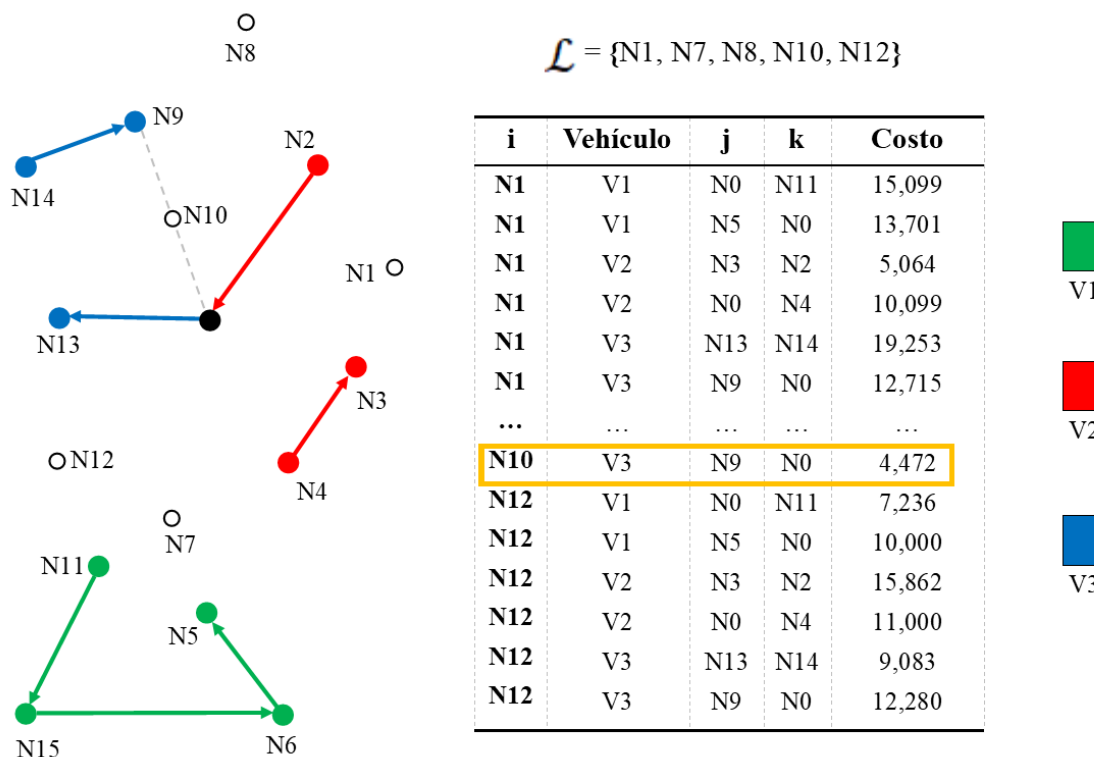 N8
N9
N2
N14
N10
N1
N13
N3
N12
N4
N7
N11
N5
N15
N6
ℒ = {N1, N7, N8, N10, N12}
i Vehículo j k Costo
N1 V1 N0 N11 15,099
N1 V1 N5 N0 13,701
N1 V2 N3 N2 5,064
N1 V2 N0 N4 10,099
N1 V3 N13 N14 19,253
N1 V3 N9 N0 12,715
... ... ... ... ...
N10 V3 N9 N0 4,472
N12 V1 N0 N11 7,236
N12 V1 N5 N0 10,000
N12 V2 N3 N2 15,862
N12 V2 N0 N4 11,000
N12 V3 N13 N14 9,083
N12 V3 N9 N0 12,280
V1
V2
V3